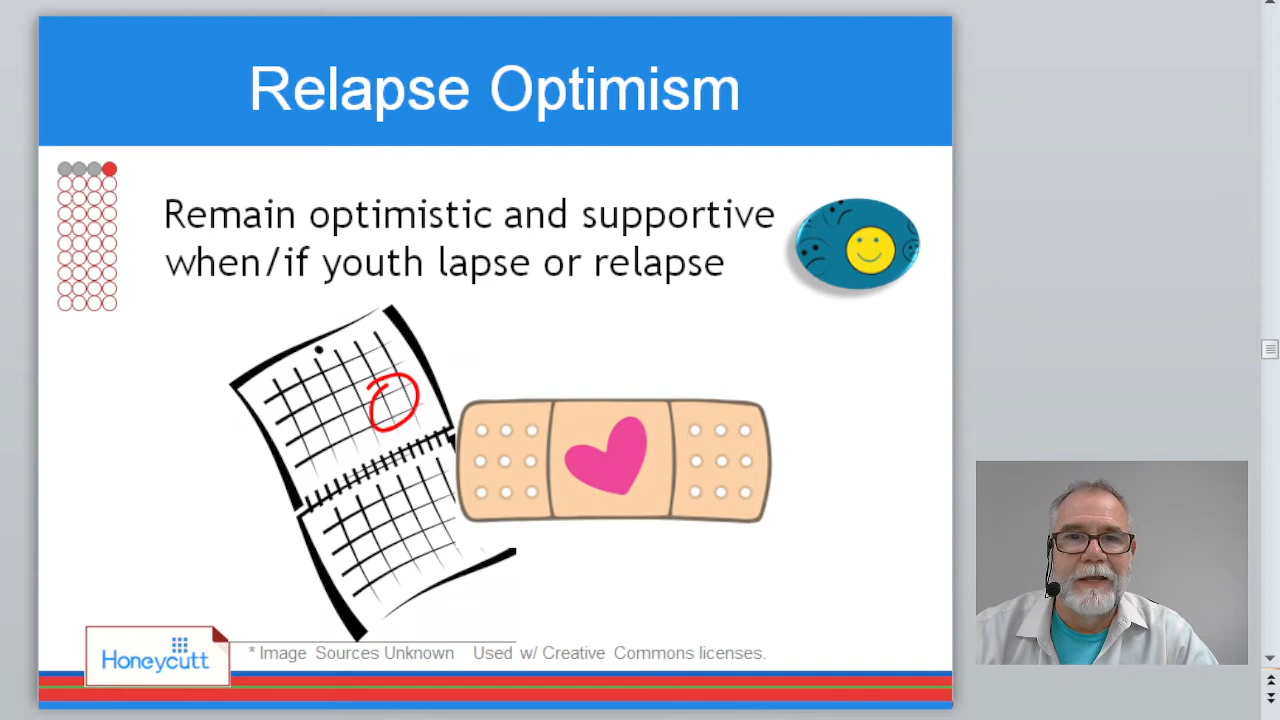 Relapse Optimism
Remain optimistic and supportive
when/if youth lapse or relapse
Honeycutt
* Image Sources Unknown Used w/ Creative Commons licenses.